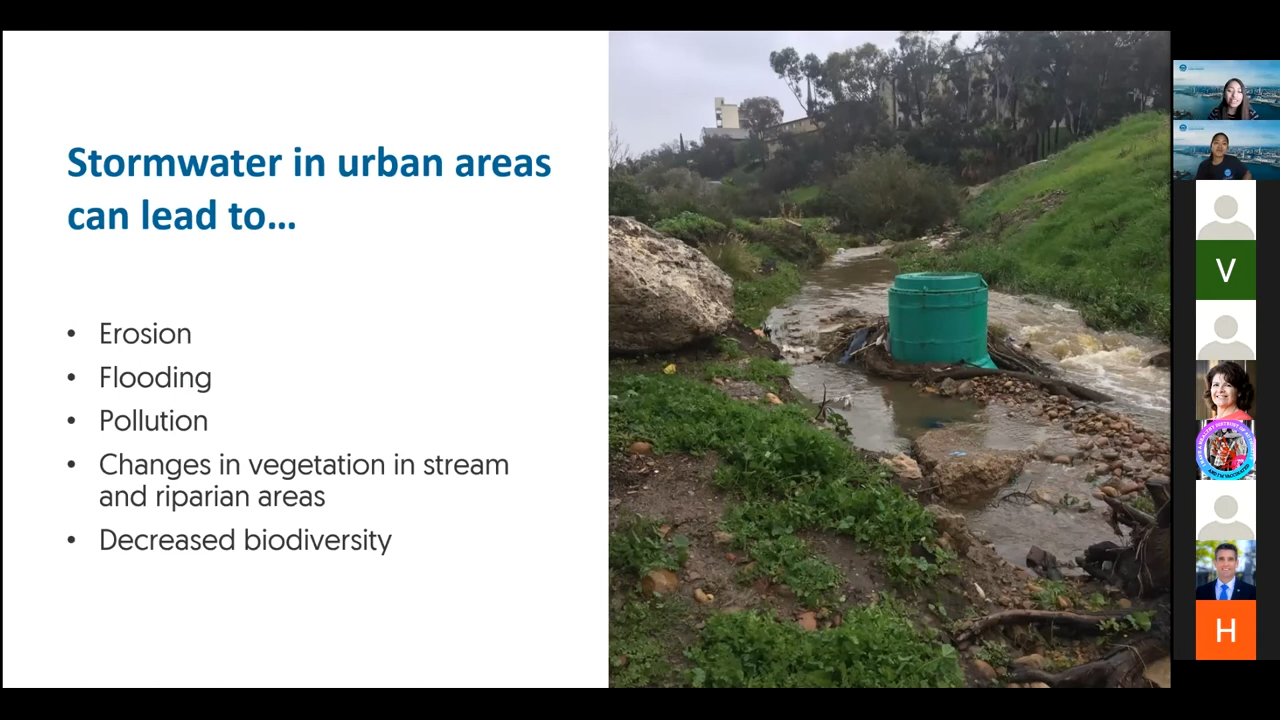 Stormwater in urban areas
can lead to…
• Erosion
• Flooding
• Pollution
• Changes in vegetation in stream
and riparian areas
• Decreased biodiversity
V
H